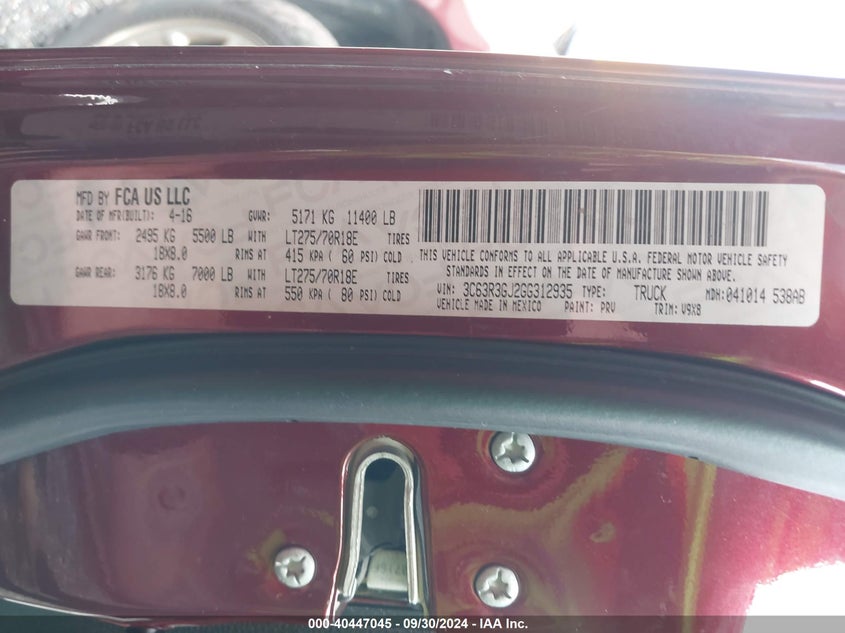 MFD BY FCA US LLC
DATE OF MFR(BUILT): 4-16 GVWR: 5171 KG 11400 LB
GAWR FRONT: 2495 KG 5500 LB WITH LT275/70R18E TIRES
18X8.0 RIMS AT 415 KPA ( 60 PSI) COLD
GAWR REAR: 3176 KG 7000 LB WITH LT275/70R18E TIRES
18X8.0 RIMS AT 550 KPA ( 80 PSI) COLD
THIS VEHICLE CONFORMS TO ALL APPLICABLE U.S.A. FEDERAL MOTOR VEHICLE SAFETY
STANDARDS IN EFFECT ON THE DATE OF MANUFACTURE SHOWN ABOVE.
VIN: 3C63R3GJ2GG312935 TYPE: TRUCK MDH:041014 538AB
VEHICLE MADE IN MEXICO PAINT: PRV TRIM: V9X8
000-40447045 - 09/30/2024 - IAA Inc.